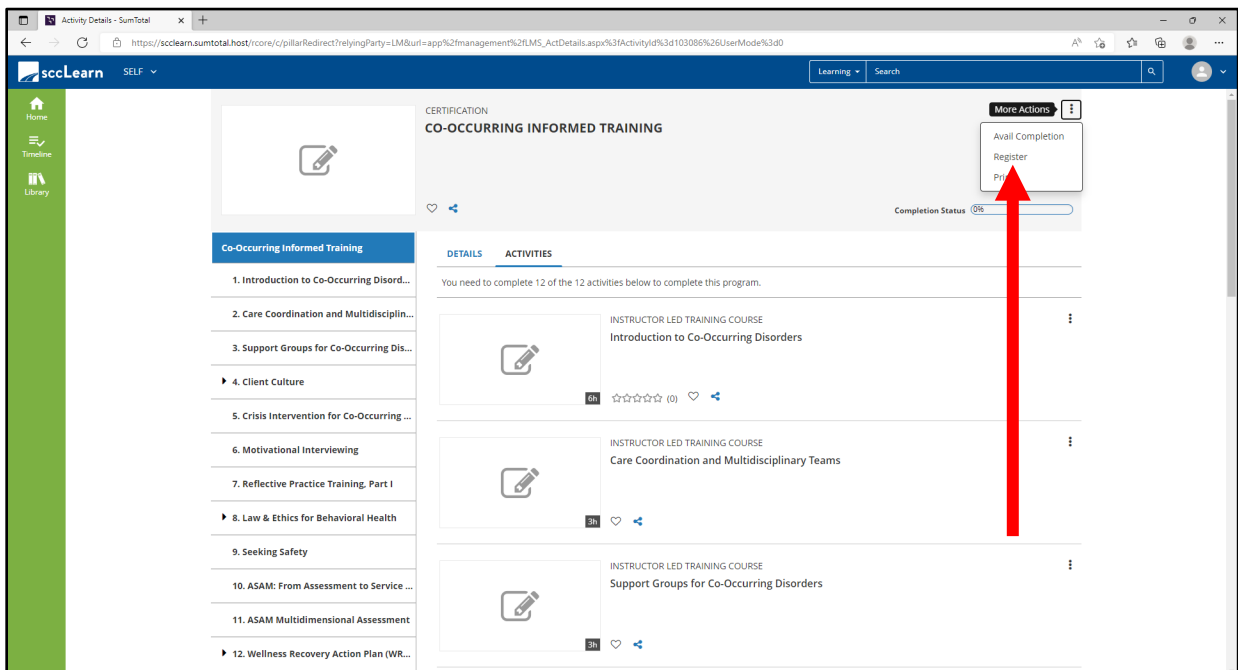 Activity Details - SumTotal
https://scclearn.sumtotal.host/rcore/c/pillarRedirect?relyingParty=LM&url=app%2fmanagement%2fLMS_ActDetails.aspx%3fActivityId%3d103086%26UserMode%3d0
sccLearn SELF Learning Search
Home
Timeline
Library
CERTIFICATION
CO-OCCURRING INFORMED TRAINING
More Actions
Avail Completion
Register
Completion Status 0%
Co-Occurring Informed Training
1. Introduction to Co-Occurring Disord...
2. Care Coordination and Multidisciplin...
3. Support Groups for Co-Occurring Dis...
4. Client Culture
5. Crisis Intervention for Co-Occurring ...
6. Motivational Interviewing
7. Reflective Practice Training, Part I
8. Law & Ethics for Behavioral Health
9. Seeking Safety
10. ASAM: From Assessment to Service ...
11. ASAM Multidimensional Assessment
12. Wellness Recovery Action Plan (WR...
DETAILS ACTIVITIES
You need to complete 12 of the 12 activities below to complete this program.
INSTRUCTOR LED TRAINING COURSE
Introduction to Co-Occurring Disorders
6h (0)
INSTRUCTOR LED TRAINING COURSE
Care Coordination and Multidisciplinary Teams
3h
INSTRUCTOR LED TRAINING COURSE
Support Groups for Co-Occurring Disorders
3h